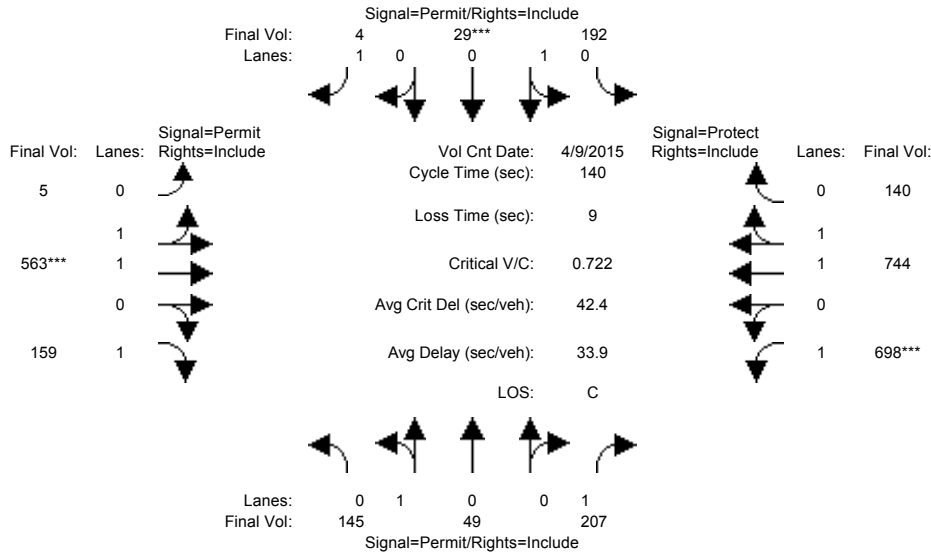 Signal=Permit/Rights=Include
Final Vol: 4 29*** 192
Lanes: 1 0 0 1 0
Signal=Permit Signal=Protect
Final Vol: Lanes: Rights=Include Vol Cnt Date: 4/9/2015 Rights=Include Lanes: Final Vol:
Cycle Time (sec): 140
5 0 0 140
Loss Time (sec): 9
1 1
563*** 1 Critical V/C: 0.722 1 744
0 Avg Crit Del (sec/veh): 42.4 0
159 1 Avg Delay (sec/veh): 33.9 1 698***
LOS: C
Lanes: 0 1 0 0 1
Final Vol: 145 49 207
Signal=Permit/Rights=Include